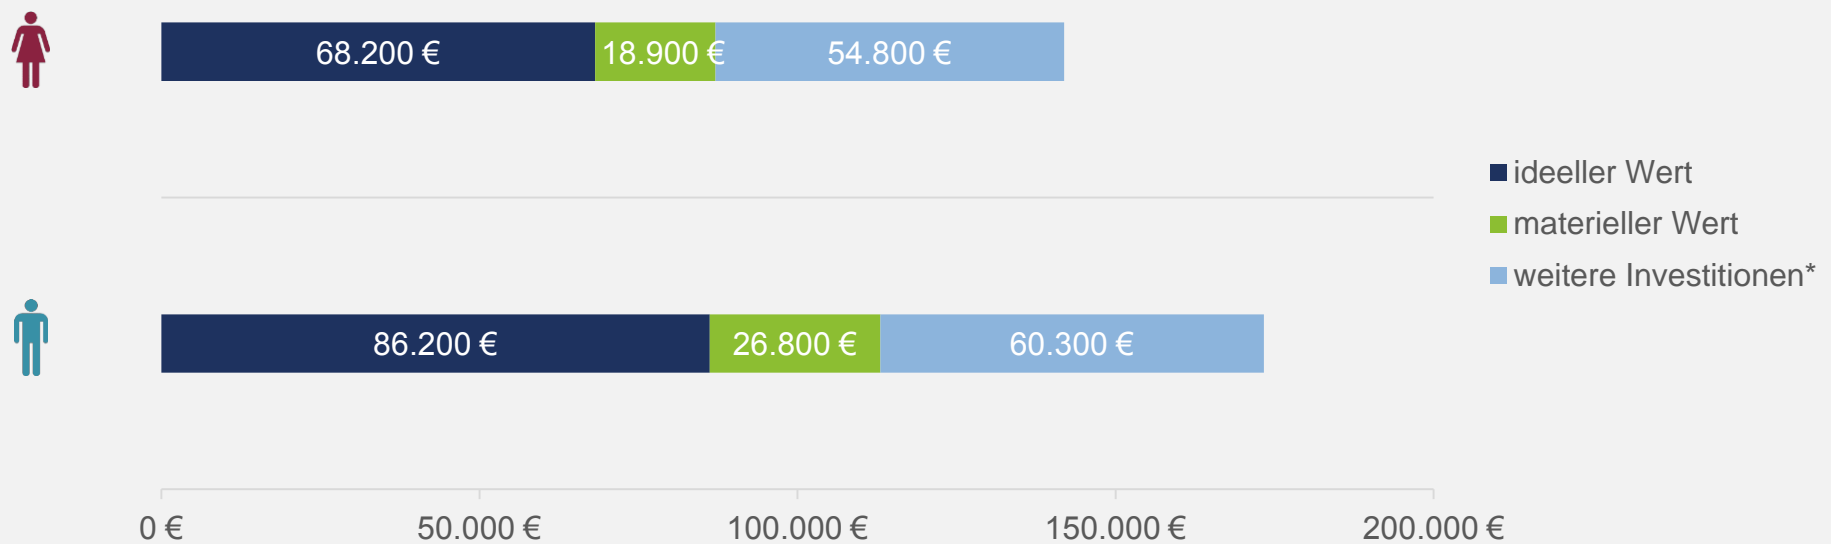 68.200 € 18.900 € 54.800 €
ideeller Wert
materieller Wert
weitere Investitionen*
86.200 € 26.800 € 60.300 €
0 € 50.000 € 100.000 € 150.000 € 200.000 €